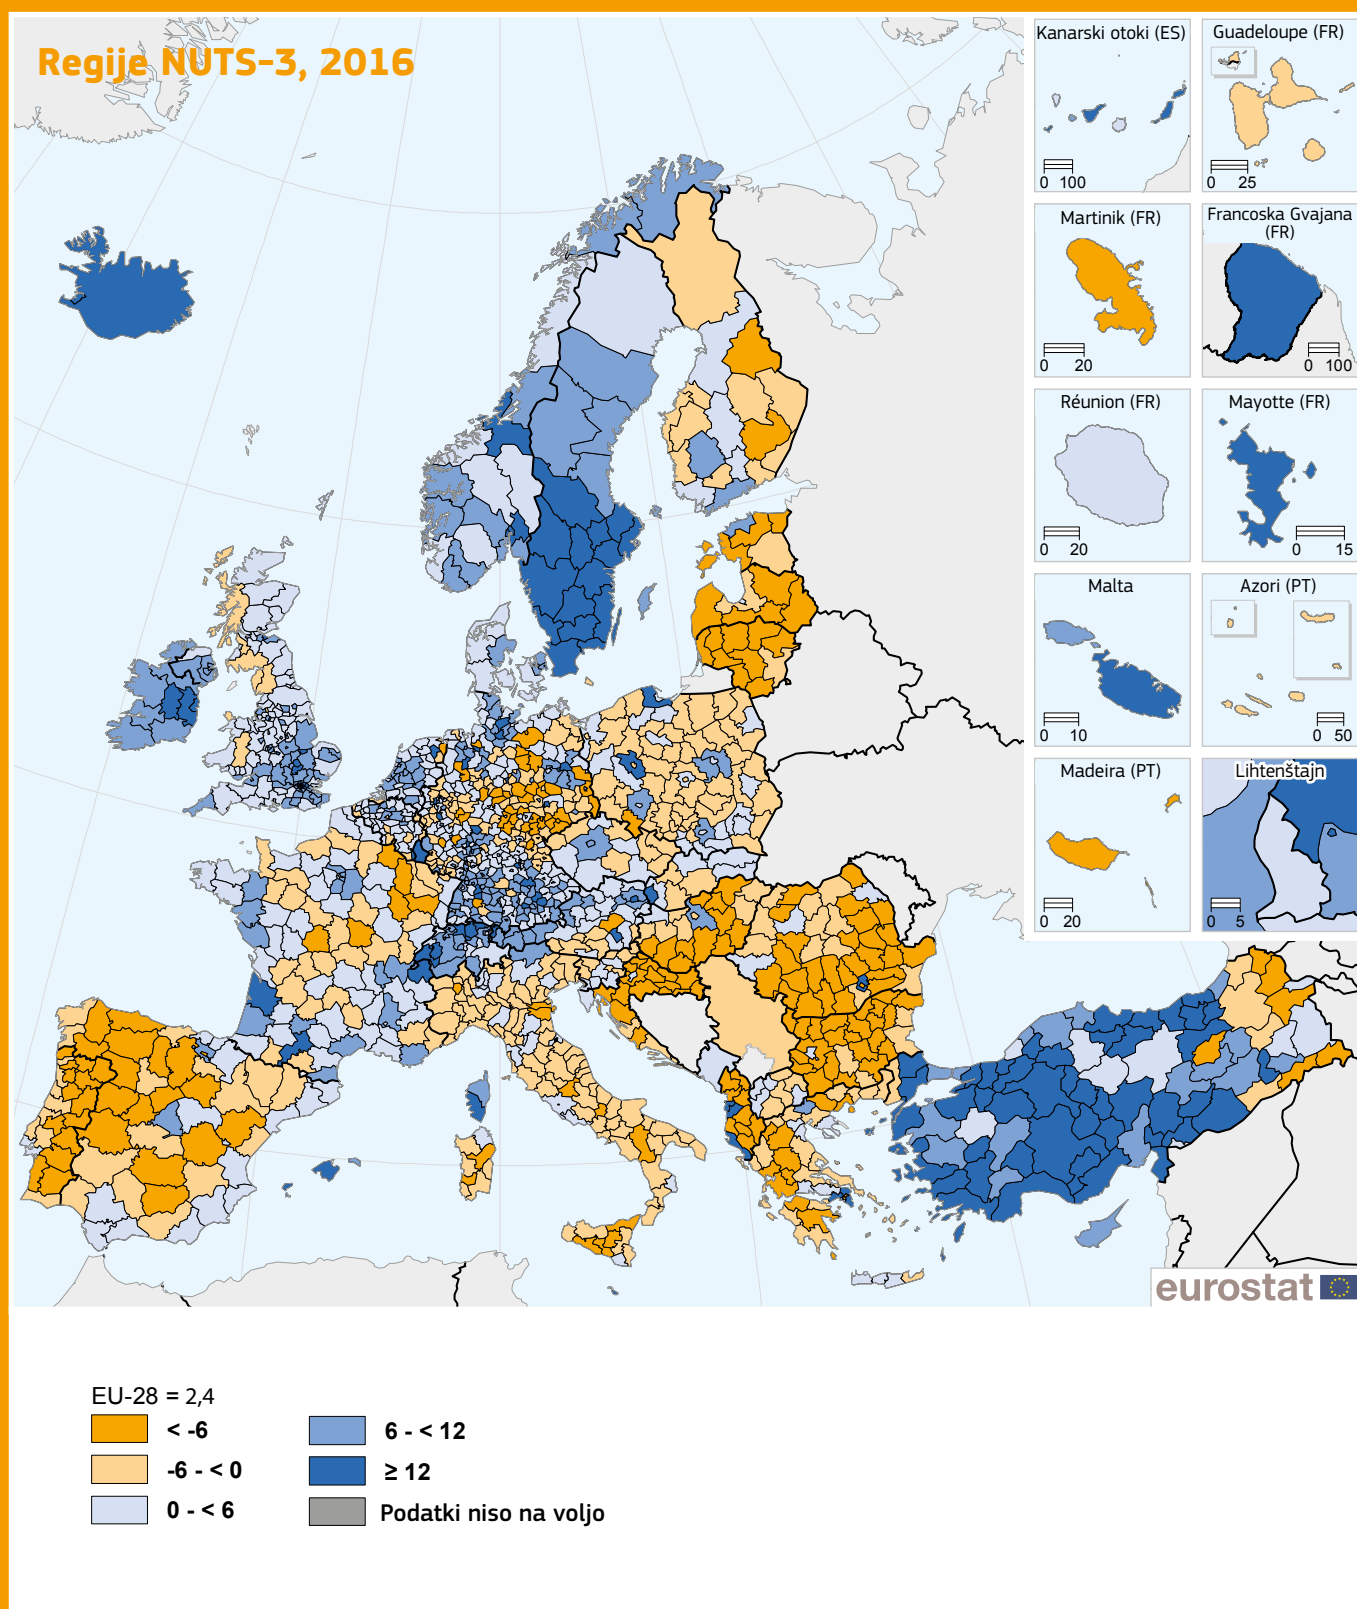 Regije NUTS-3, 2016
Kanarski otoki (ES)
0 100
Guadeloupe (FR)
0 25
Martinik (FR)
0 20
Francoska Gvajana
(FR)
0 100
Réunion (FR)
0 20
Mayotte (FR)
0 15
Malta
0 10
Azori (PT)
0 50
Madeira (PT)
0 20
Lihtenštajn
0 5
eurostat
EU-28 = 2,4
< -6
-6 - < 0
0 - < 6
6 - < 12
≥ 12
Podatki niso na voljo